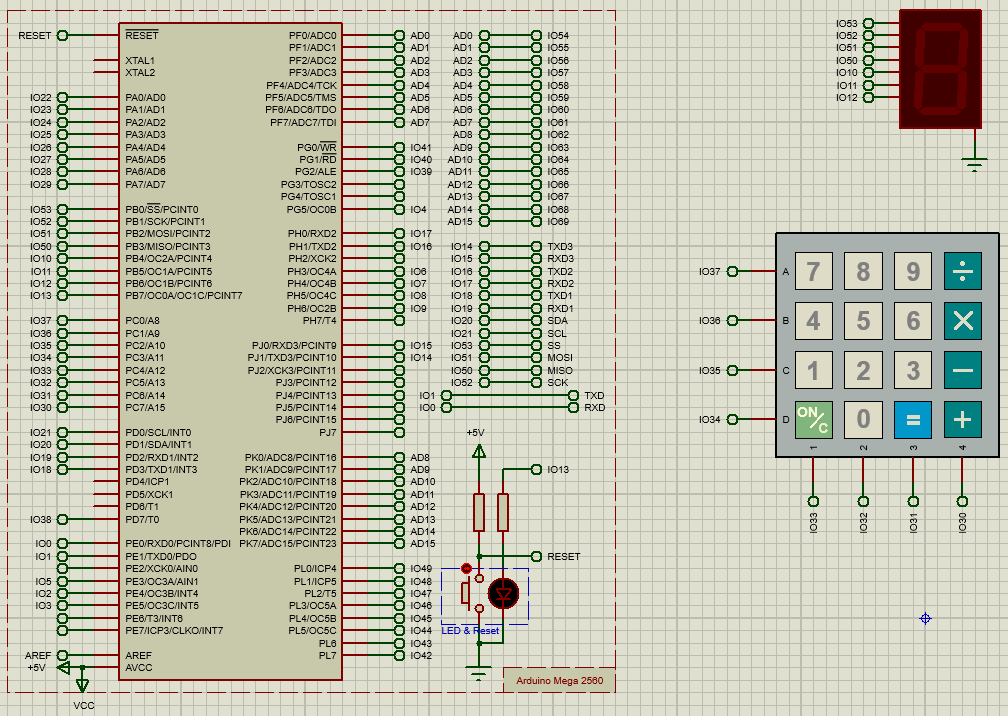 RESET
RESET
XTAL1
XTAL2
IO22 PA0/AD0
IO23 PA1/AD1
IO24 PA2/AD2
IO25 PA3/AD3
IO26 PA4/AD4
IO27 PA5/AD5
IO28 PA6/AD6
IO29 PA7/AD7
IO53 PB0/SS/PCINT0
IO52 PB1/SCK/PCINT1
IO51 PB2/MOSI/PCINT2
IO50 PB3/MISO/PCINT3
IO10 PB4/OC2A/PCINT4
IO11 PB5/OC1A/PCINT5
IO12 PB6/OC1B/PCINT6
IO13 PB7/OC0A/OC1C/PCINT7
IO37 PC0/A8
IO36 PC1/A9
IO35 PC2/A10
IO34 PC3/A11
IO33 PC4/A12
IO32 PC5/A13
IO31 PC6/A14
IO30 PC7/A15
IO21 PD0/SCL/INT0
IO20 PD1/SDA/INT1
IO19 PD2/RXD1/INT2
IO18 PD3/TXD1/INT3
PD4/ICP1
PD5/XCK1
PD6/T1
IO38 PD7/T0
IO0 PE0/RXD0/PCINT8/PDI
IO1 PE1/TXD0/PDO
PE2/XCK0/AIN0
IO5 PE3/OC3A/AIN1
IO2 PE4/OC3B/INT4
IO3 PE5/OC3C/INT5
PE6/T3/INT6
PE7/ICP3/CLKO/INT7
AREF AREF
+5V AVCC
VCC
PF0/ADC0 AD0
PF1/ADC1 AD1
PF2/ADC2 AD2
PF3/ADC3 AD3
PF4/ADC4/TCK AD4
PF5/ADC5/TMS AD5
PF6/ADC6/TDO AD6
PF7/ADC7/TDI AD7
PG0/WR IO41
PG1/RD IO40
PG2/ALE IO39
PG3/TOSC2
PG4/TOSC1
PG5/OC0B IO4
PH0/RXD2 IO17
PH1/TXD2 IO16
PH2/XCK2
PH3/OC4A IO6
PH4/OC4B IO7
PH5/OC4C IO8
PH6/OC2B IO9
PH7/T4
PJ0/RXD3/PCINT9 IO15
PJ1/TXD3/PCINT10 IO14
PJ2/XCK3/PCINT11
PJ3/PCINT12
PJ4/PCINT13
PJ5/PCINT14
PJ6/PCINT15
PJ7
PK0/ADC8/PCINT16 AD8
PK1/ADC9/PCINT17 AD9
PK2/ADC10/PCINT18 AD10
PK3/ADC11/PCINT19 AD11
PK4/ADC12/PCINT20 AD12
PK5/ADC13/PCINT21 AD13
PK6/ADC14/PCINT22 AD14
PK7/ADC15/PCINT23 AD15
PL0/ICP4 IO49
PL1/ICP5 IO48
PL2/T5 IO47
PL3/OC5A IO46
PL4/OC5B IO45
PL5/OC5C IO44
PL6 IO43
PL7 IO42
AD0 IO54
AD1 IO55
AD2 IO56
AD3 IO57
AD4 IO58
AD5 IO59
AD6 IO60
AD7 IO61
AD8 IO62
AD9 IO63
AD10 IO64
AD11 IO65
AD12 IO66
AD13 IO67
AD14 IO68
AD15 IO69
IO14 TXD3
IO15 RXD3
IO16 TXD2
IO17 RXD2
IO18 TXD1
IO19 RXD1
IO20 SDA
IO21 SCL
IO53 SS
IO51 MOSI
IO50 MISO
IO52 SCK
IO1 TXD
IO0 RXD
+5V
IO13
RESET
LED & Reset
Arduino Mega 2560
IO53
IO52
IO51
IO50
IO10
IO11
IO12
IO37 A 7 8 9 ÷
IO36 B 4 5 6 ×
IO35 C 1 2 3 −
IO34 D ON/C 0 = +
1 2 3 4
IO33 IO32 IO31 IO30